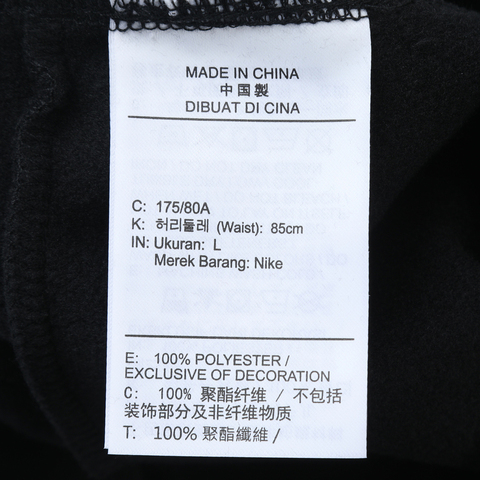 MADE IN CHINA
中国製
DIBUAT DI CINA
C: 175/80A
K: 허리둘레 (Waist): 85cm
IN: Ukuran: L
Merek Barang: Nike
E: 100% POLYESTER /
EXCLUSIVE OF DECORATION
C: 100% 聚酯纤维 / 不包括
装饰部分及非纤维物质
T: 100% 聚酯纖維 /